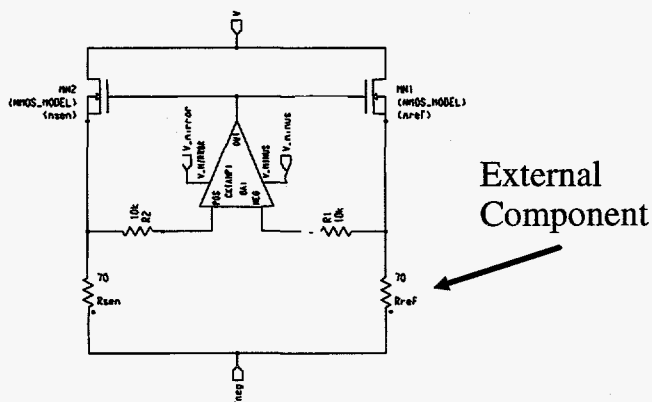 V
MN2
(NMOS_MODEL)
(nsen)
MN1
(NMOS_MODEL)
(nref)
V_mirror
V_MIRROR
OUT
V_MINUS
V_minus
POS
NEG
10k
R2
R1
10k
External
Component
70
Rsen
70
Rref